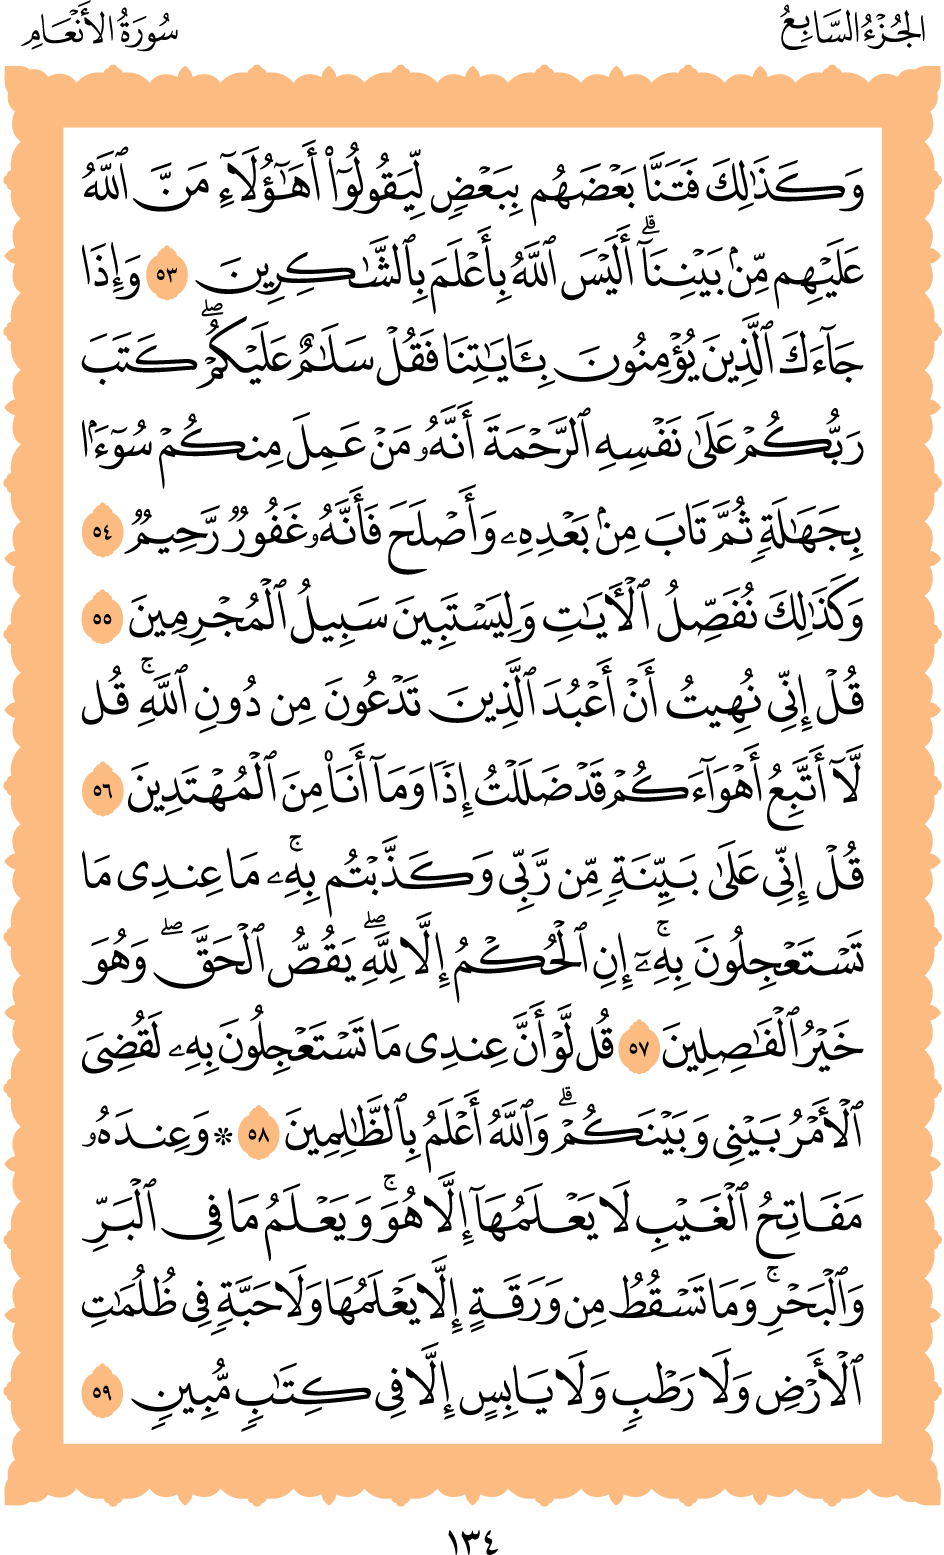 الجُزْءُ السَّابِعُ
سُورَةُ الأَنْعَامِ
وَكَذَٰلِكَ فَتَنَّا بَعْضَهُم بِبَعْضٍ لِّيَقُولُوٓا۟ أَهَٰٓؤُلَآءِ مَنَّ ٱللَّهُ
عَلَيْهِم مِّنۢ بَيْنِنَآ ۗ أَلَيْسَ ٱللَّهُ بِأَعْلَمَ بِٱلشَّٰكِرِينَ ٥٣ وَإِذَا
جَآءَكَ ٱلَّذِينَ يُؤْمِنُونَ بِـَٔايَٰتِنَا فَقُلْ سَلَٰمٌ عَلَيْكُمْ ۖ كَتَبَ
رَبُّكُمْ عَلَىٰ نَفْسِهِ ٱلرَّحْمَةَ أَنَّهُۥ مَنْ عَمِلَ مِنكُمْ سُوٓءًۢا
بِجَهَٰلَةٍ ثُمَّ تَابَ مِنۢ بَعْدِهِۦ وَأَصْلَحَ فَأَنَّهُۥ غَفُورٌ رَّحِيمٌ ٥٤
وَكَذَٰلِكَ نُفَصِّلُ ٱلْـَٔايَٰتِ وَلِيَسْتَبِينَ سَبِيلُ ٱلْمُجْرِمِينَ ٥٥
قُلْ إِنِّى نُهِيتُ أَنْ أَعْبُدَ ٱلَّذِينَ تَدْعُونَ مِن دُونِ ٱللَّهِ ۚ قُل
لَّآ أَتَّبِعُ أَهْوَآءَكُمْ قَدْ ضَلَلْتُ إِذًا وَمَآ أَنَا۠ مِنَ ٱلْمُهْتَدِينَ ٥٦
قُلْ إِنِّى عَلَىٰ بَيِّنَةٍ مِّن رَّبِّى وَكَذَّبْتُم بِهِۦ ۚ مَا عِندِى مَا
تَسْتَعْجِلُونَ بِهِۦٓ ۚ إِنِ ٱلْحُكْمُ إِلَّا لِلَّهِ ۖ يَقُصُّ ٱلْحَقَّ ۖ وَهُوَ
خَيْرُ ٱلْفَٰصِلِينَ ٥٧ قُل لَّوْ أَنَّ عِندِى مَا تَسْتَعْجِلُونَ بِهِۦ لَقُضِىَ
ٱلْأَمْرُ بَيْنِى وَبَيْنَكُمْ ۗ وَٱللَّهُ أَعْلَمُ بِٱلظَّٰلِمِينَ ٥٨ * وَعِندَهُۥ
مَفَاتِحُ ٱلْغَيْبِ لَا يَعْلَمُهَآ إِلَّا هُوَ ۚ وَيَعْلَمُ مَا فِى ٱلْبَرِّ
وَٱلْبَحْرِ ۚ وَمَا تَسْقُطُ مِن وَرَقَةٍ إِلَّا يَعْلَمُهَا وَلَا حَبَّةٍ فِى ظُلُمَٰتِ
ٱلْأَرْضِ وَلَا رَطْبٍ وَلَا يَابِسٍ إِلَّا فِى كِتَٰبٍ مُّبِينٍ ٥٩
١٣٤